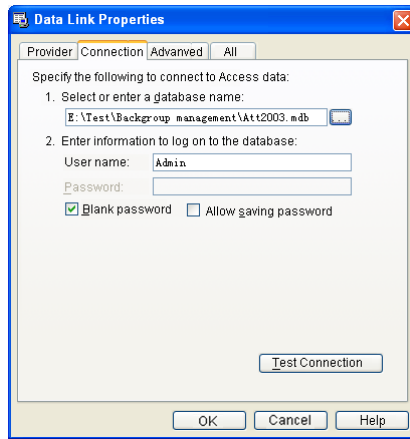 Data Link Properties
Provider Connection Advanred All
Specify the following to connect to Access data:
1. Select or enter a database name:
E:\Test\Backgroup management\Att2003.mdb ...
2. Enter information to log on to the database:
User name: Admin
Password:
Blank password Allow saving password
Test Connection
OK Cancel Help